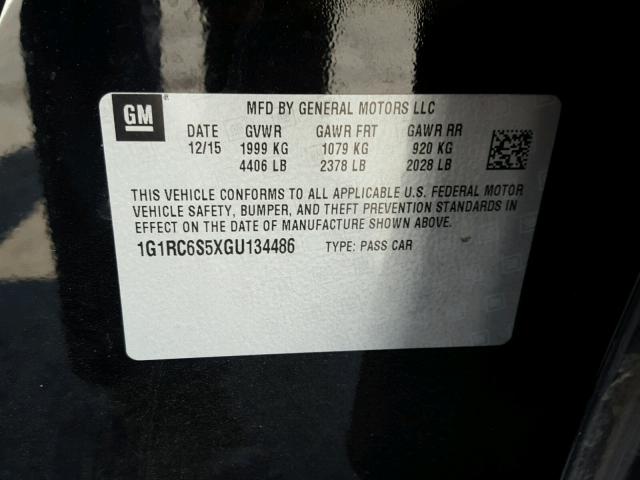 GM ®
MFD BY GENERAL MOTORS LLC
DATE GVWR GAWR FRT GAWR RR
12/15 1999 KG 1079 KG 920 KG
4406 LB 2378 LB 2028 LB
THIS VEHICLE CONFORMS TO ALL APPLICABLE U.S. FEDERAL MOTOR
VEHICLE SAFETY, BUMPER, AND THEFT PREVENTION STANDARDS IN
EFFECT ON THE DATE OF MANUFACTURE SHOWN ABOVE.
1G1RC6S5XGU134486 TYPE: PASS CAR